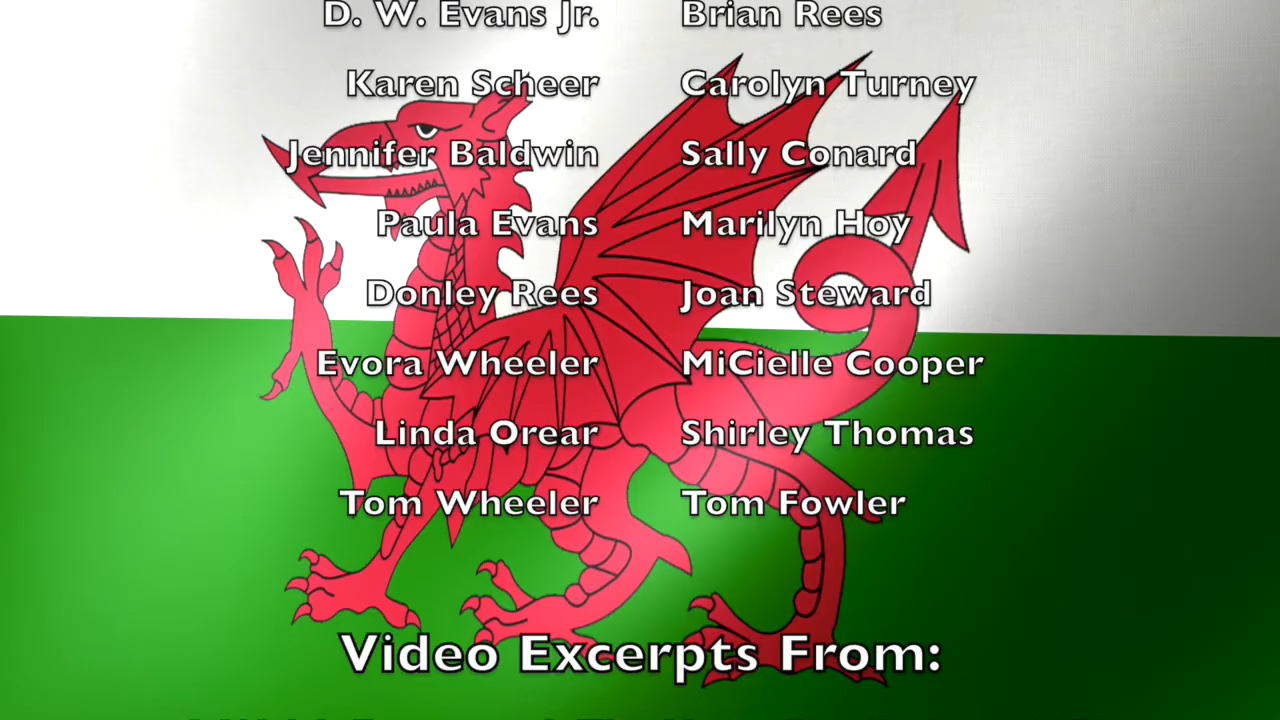 D. W. Evans Jr. Brian Rees
Karen Scheer Carolyn Turney
Jennifer Baldwin Sally Conard
Paula Evans Marilyn Hoy
Donley Rees Joan Steward
Evora Wheeler MiCielle Cooper
Linda Orear Shirley Thomas
Tom Wheeler Tom Fowler
Video Excerpts From: